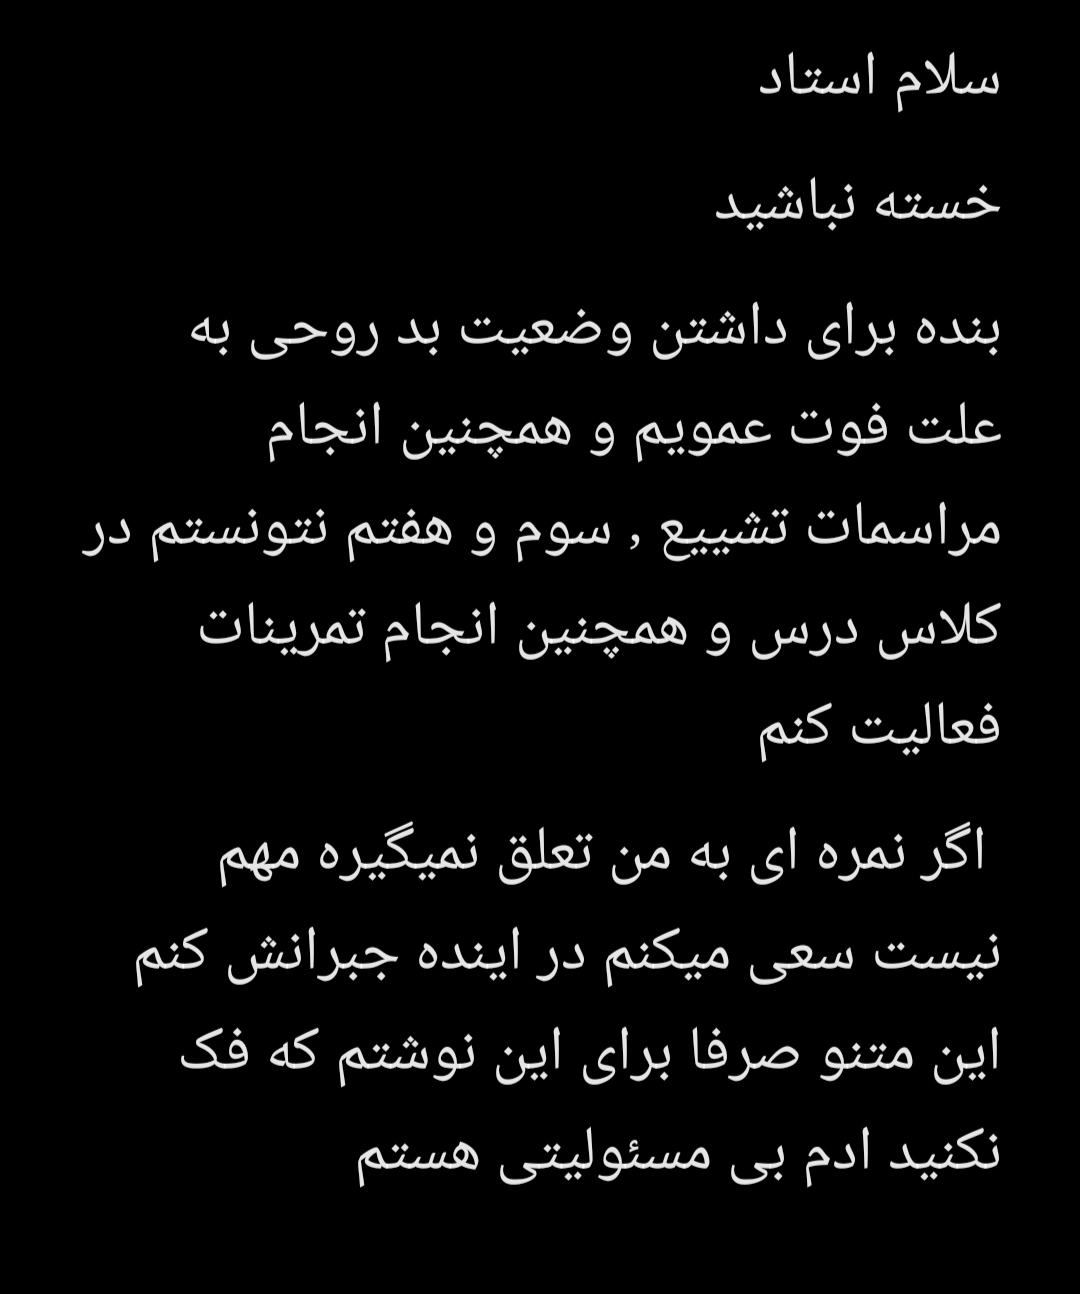 سلام استاد
خسته نباشید
بنده برای داشتن وضعیت بد روحی به
علت فوت عمویم و همچنین انجام
مراسمات تشییع , سوم و هفتم نتونستم در
کلاس درس و همچنین انجام تمرینات
فعالیت کنم
اگر نمره ای به من تعلق نمیگیره مهم
نیست سعی میکنم در اینده جبرانش کنم
این متنو صرفا برای این نوشتم که فک
نکنید ادم بی مسئولیتی هستم